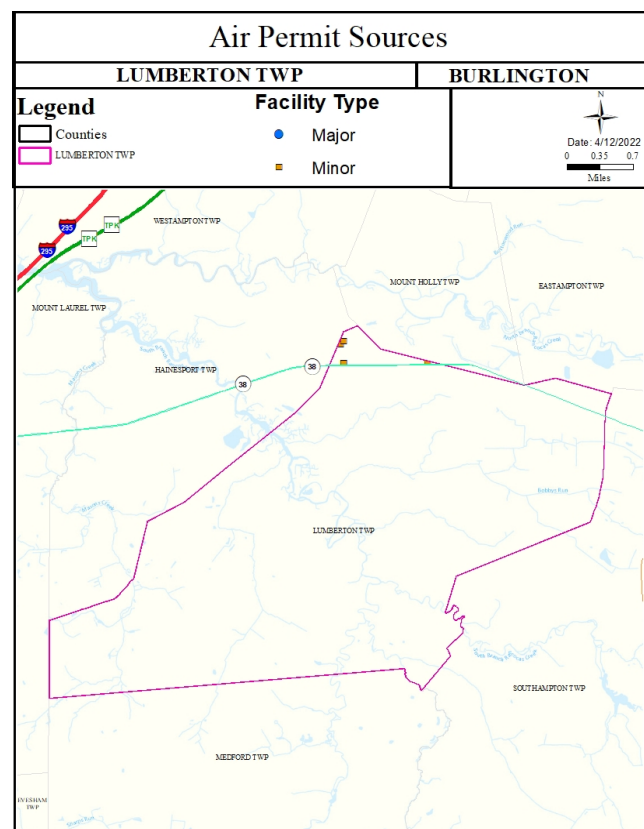 Air Permit Sources
LUMBERTON TWP
BURLINGTON
Legend
Counties
LUMBERTON TWP
Facility Type
Major
Minor
N
Date: 4/12/2022
0 0.35 0.7
Miles
295
TPK
295
TPK
WESTAMPTON TWP
MOUNT HOLLY TWP
EASTAMPTON TWP
MOUNT LAUREL TWP
HAINESPORT TWP
38
38
Bobbys Run
LUMBERTON TWP
SOUTHAMPTON TWP
MEDFORD TWP
EVESHAM
TWP